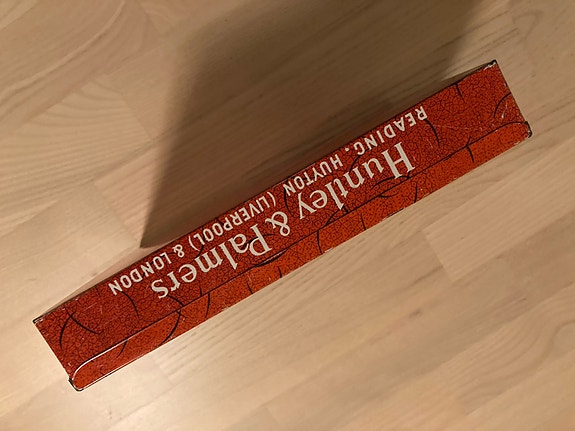 Huntley & Palmers
READING, HUYTON (LIVERPOOL) & LONDON